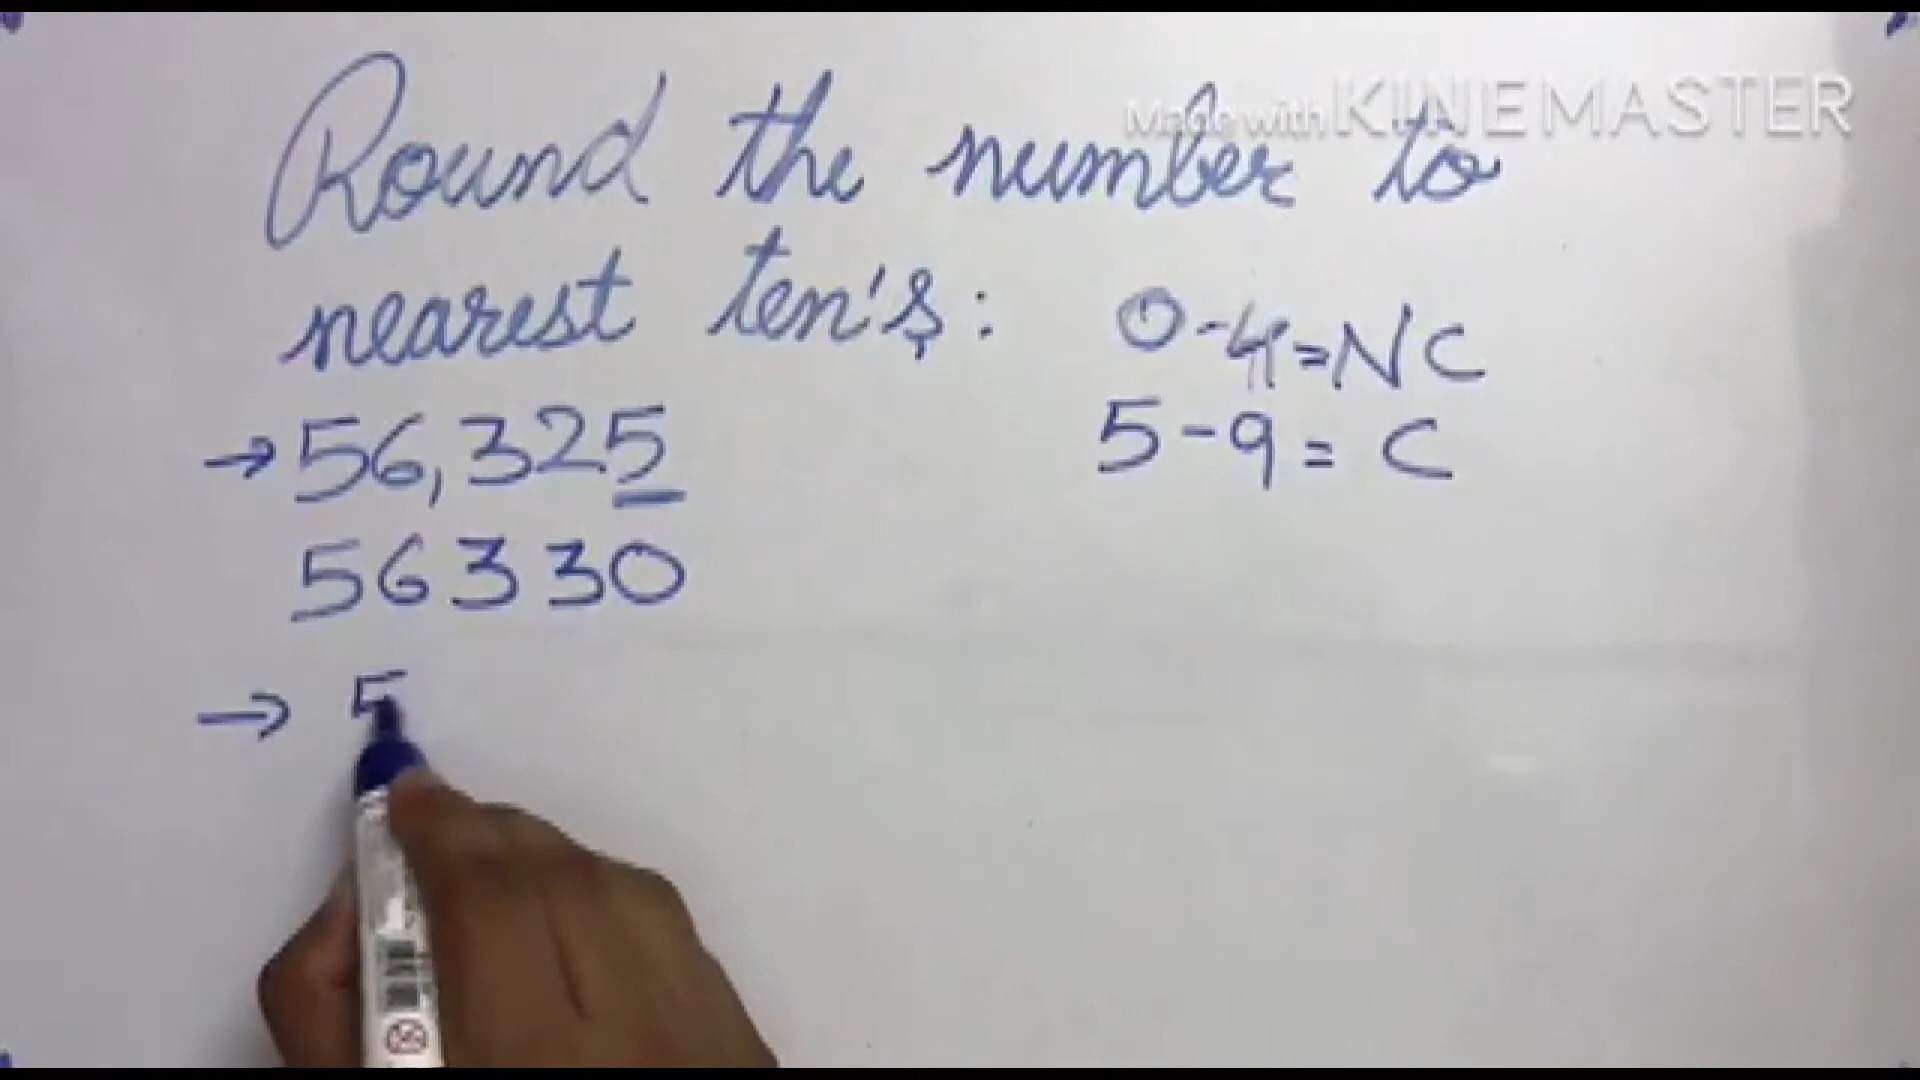 Made with KINEMASTER
Round the number to
nearest ten's:
0-4=NC
5-9=C
→56,325
56330
→ 5